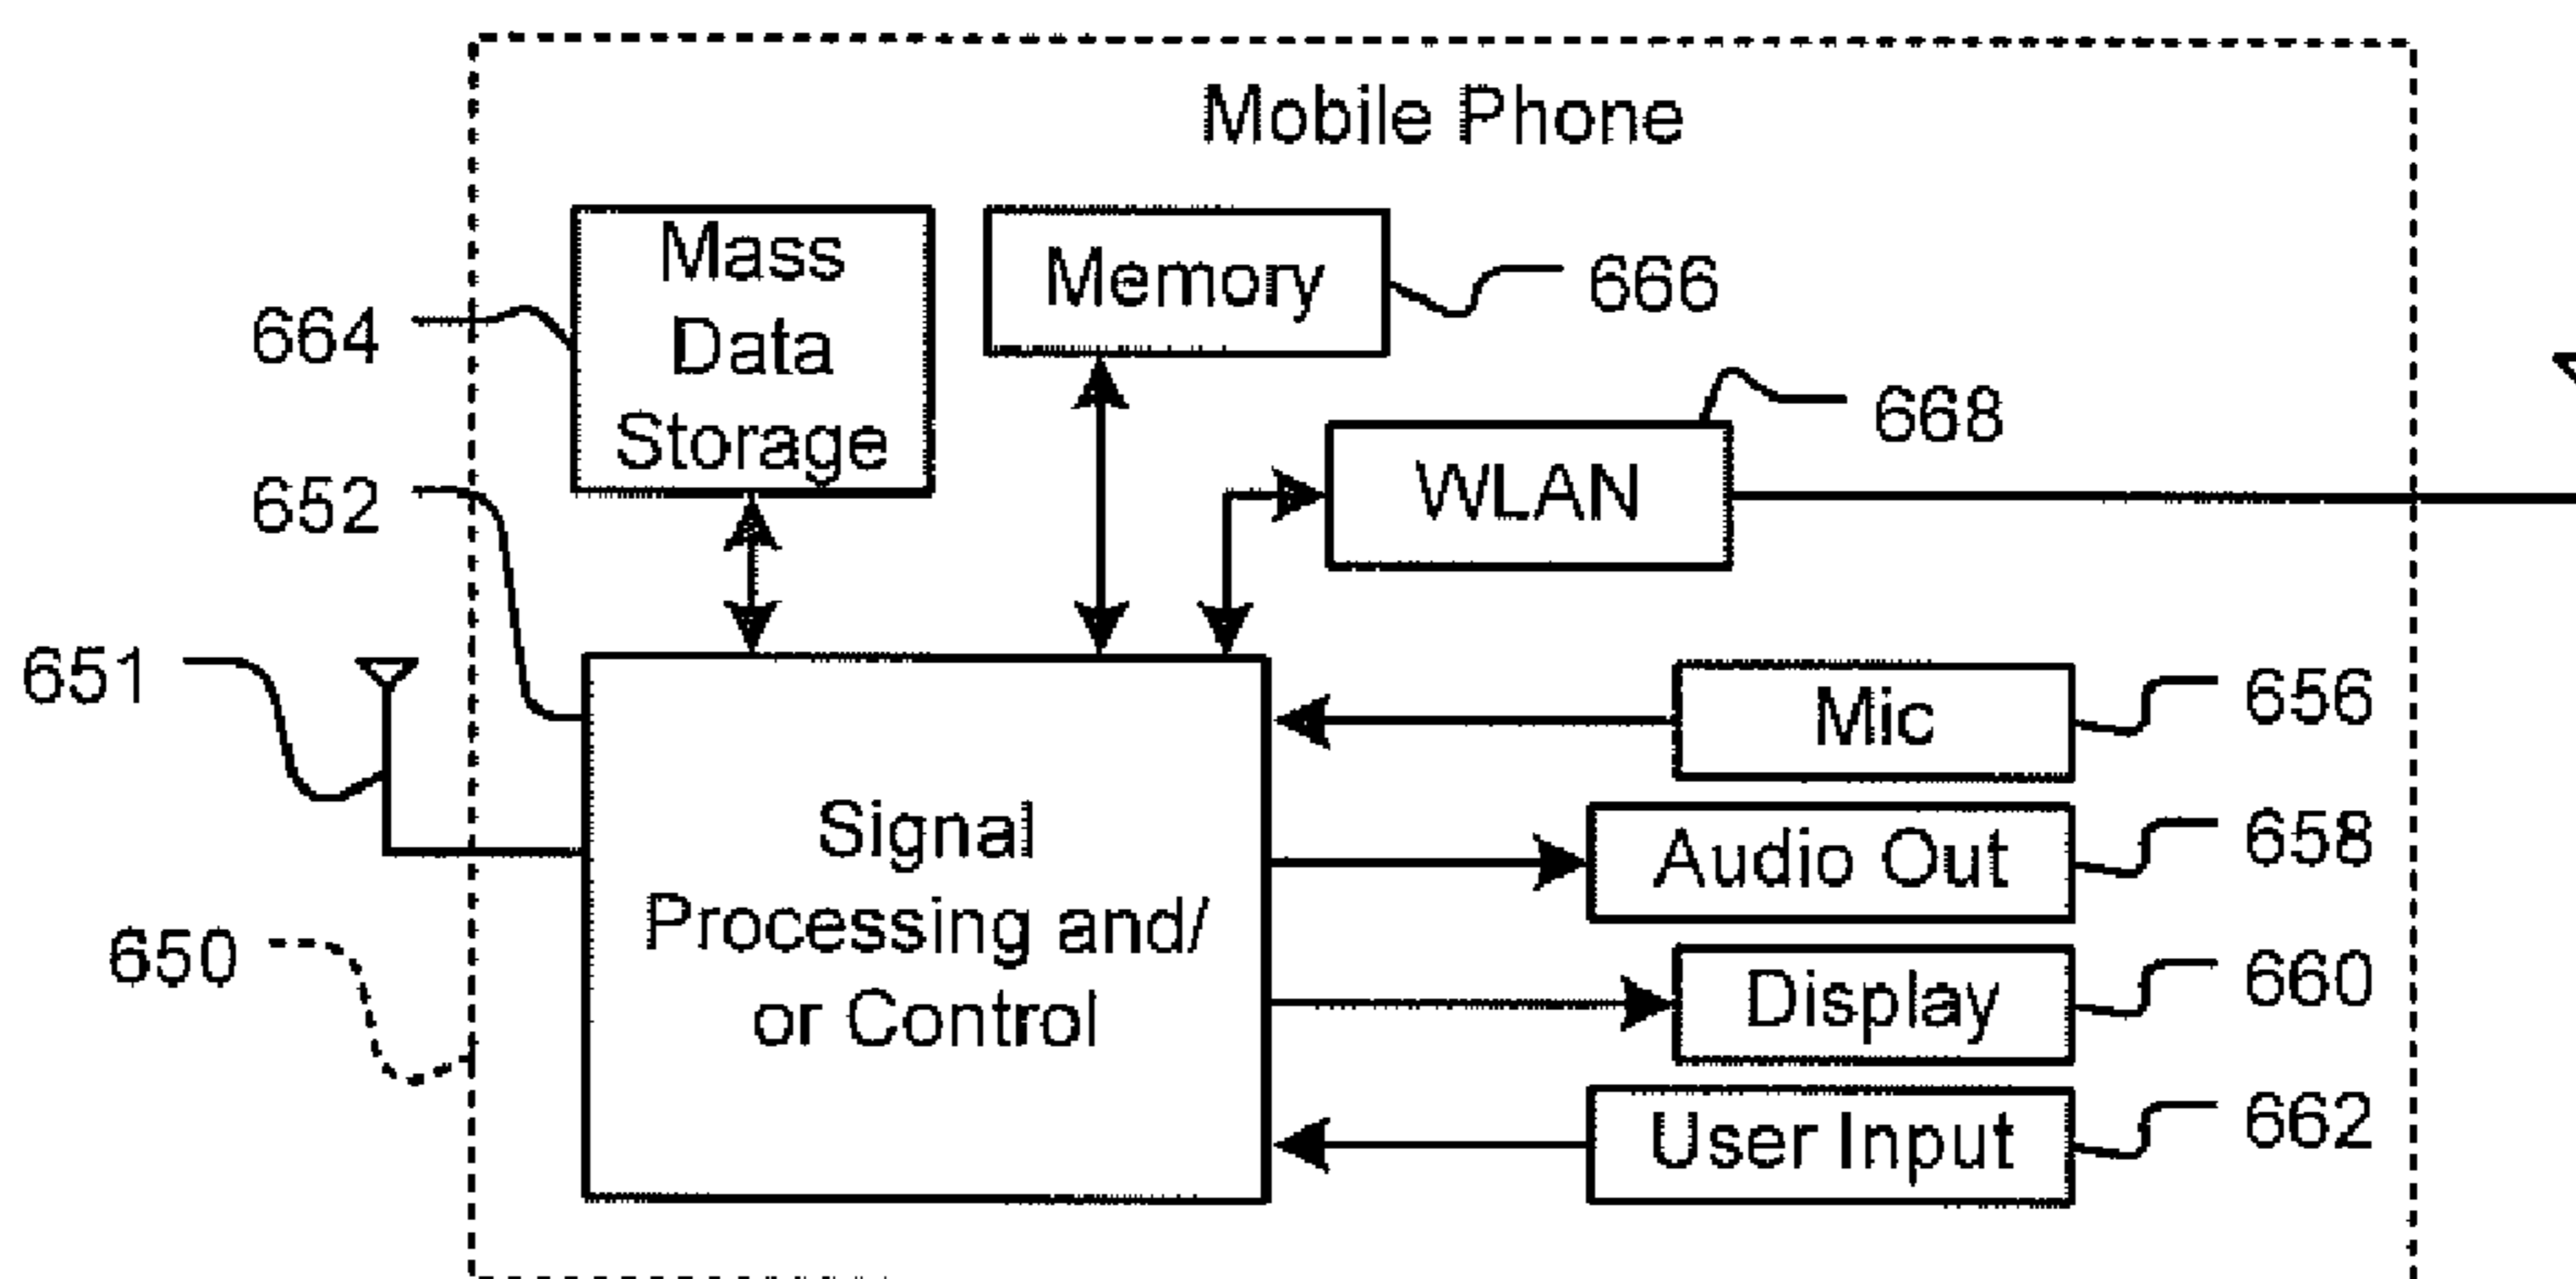 Mobile Phone
Mass
Data
Storage
Memory
666
664
668
WLAN
652
651
Mic
656
Signal
Processing and/
or Control
Audio Out
658
650
Display
660
User Input
662